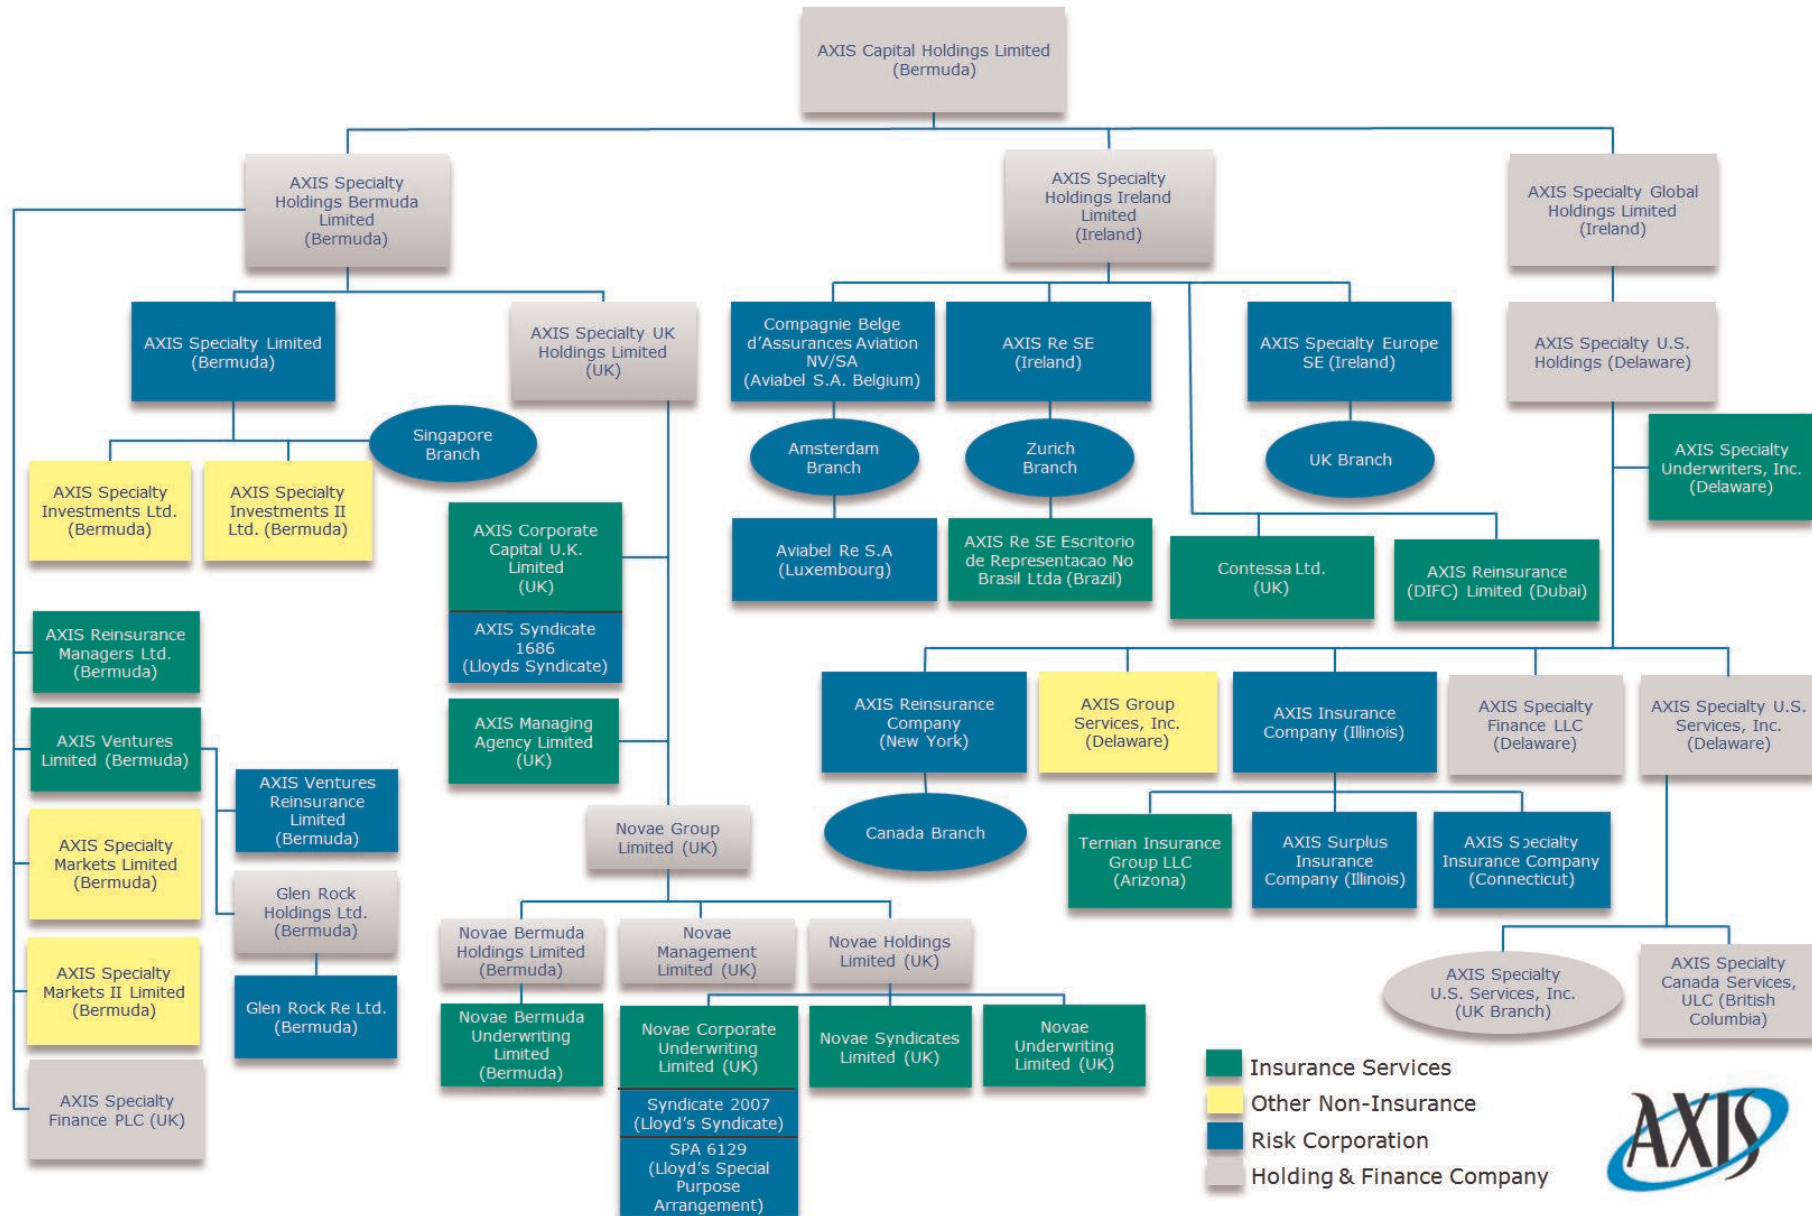 AXIS Capital Holdings Limited
(Bermuda)
AXIS Specialty
Holdings Bermuda
Limited
(Bermuda)
AXIS Specialty
Holdings Ireland
Limited
(Ireland)
AXIS Specialty Global
Holdings Limited
(Ireland)
AXIS Specialty Limited
(Bermuda)
AXIS Specialty UK
Holdings Limited
(UK)
Compagnie Belge
d’Assurances Aviation
NV/SA
(Aviabel S.A. Belgium)
AXIS Re SE
(Ireland)
AXIS Specialty Europe
SE (Ireland)
AXIS Specialty U.S.
Holdings (Delaware)
Singapore
Branch
Amsterdam
Branch
Zurich
Branch
UK Branch
AXIS Specialty
Underwriters, Inc.
(Delaware)
AXIS Specialty
Investments Ltd.
(Bermuda)
AXIS Specialty
Investments II
Ltd. (Bermuda)
AXIS Corporate
Capital U.K.
Limited
(UK)
AXIS Syndicate
1686
(Lloyds Syndicate)
Aviabel Re S.A
(Luxembourg)
AXIS Re SE Escritorio
de Representacao No
Brasil Ltda (Brazil)
Contessa Ltd.
(UK)
AXIS Reinsurance
(DIFC) Limited (Dubai)
AXIS Reinsurance
Managers Ltd.
(Bermuda)
AXIS Managing
Agency Limited
(UK)
AXIS Reinsurance
Company
(New York)
AXIS Group
Services, Inc.
(Delaware)
AXIS Insurance
Company (Illinois)
AXIS Specialty
Finance LLC
(Delaware)
AXIS Specialty U.S.
Services, Inc.
(Delaware)
AXIS Ventures
Limited (Bermuda)
AXIS Ventures
Reinsurance
Limited
(Bermuda)
Novae Group
Limited (UK)
Canada Branch
Ternian Insurance
Group LLC
(Arizona)
AXIS Surplus
Insurance
Company (Illinois)
AXIS Specialty
Insurance Company
(Connecticut)
AXIS Specialty
Markets Limited
(Bermuda)
Glen Rock
Holdings Ltd.
(Bermuda)
Novae Bermuda
Holdings Limited
(Bermuda)
Novae
Management
Limited (UK)
Novae Holdings
Limited (UK)
AXIS Specialty
U.S. Services, Inc.
(UK Branch)
AXIS Specialty
Canada Services,
ULC (British
Columbia)
AXIS Specialty
Markets II Limited
(Bermuda)
Glen Rock Re Ltd.
(Bermuda)
Novae Bermuda
Underwriting
Limited
(Bermuda)
Novae Corporate
Underwriting
Limited (UK)
Syndicate 2007
(Lloyd’s Syndicate)
SPA 6129
(Lloyd’s Special
Purpose
Arrangement)
Novae Syndicates
Limited (UK)
Novae
Underwriting
Limited (UK)
AXIS Specialty
Finance PLC (UK)
Insurance Services
Other Non-Insurance
Risk Corporation
Holding & Finance Company
AXIS